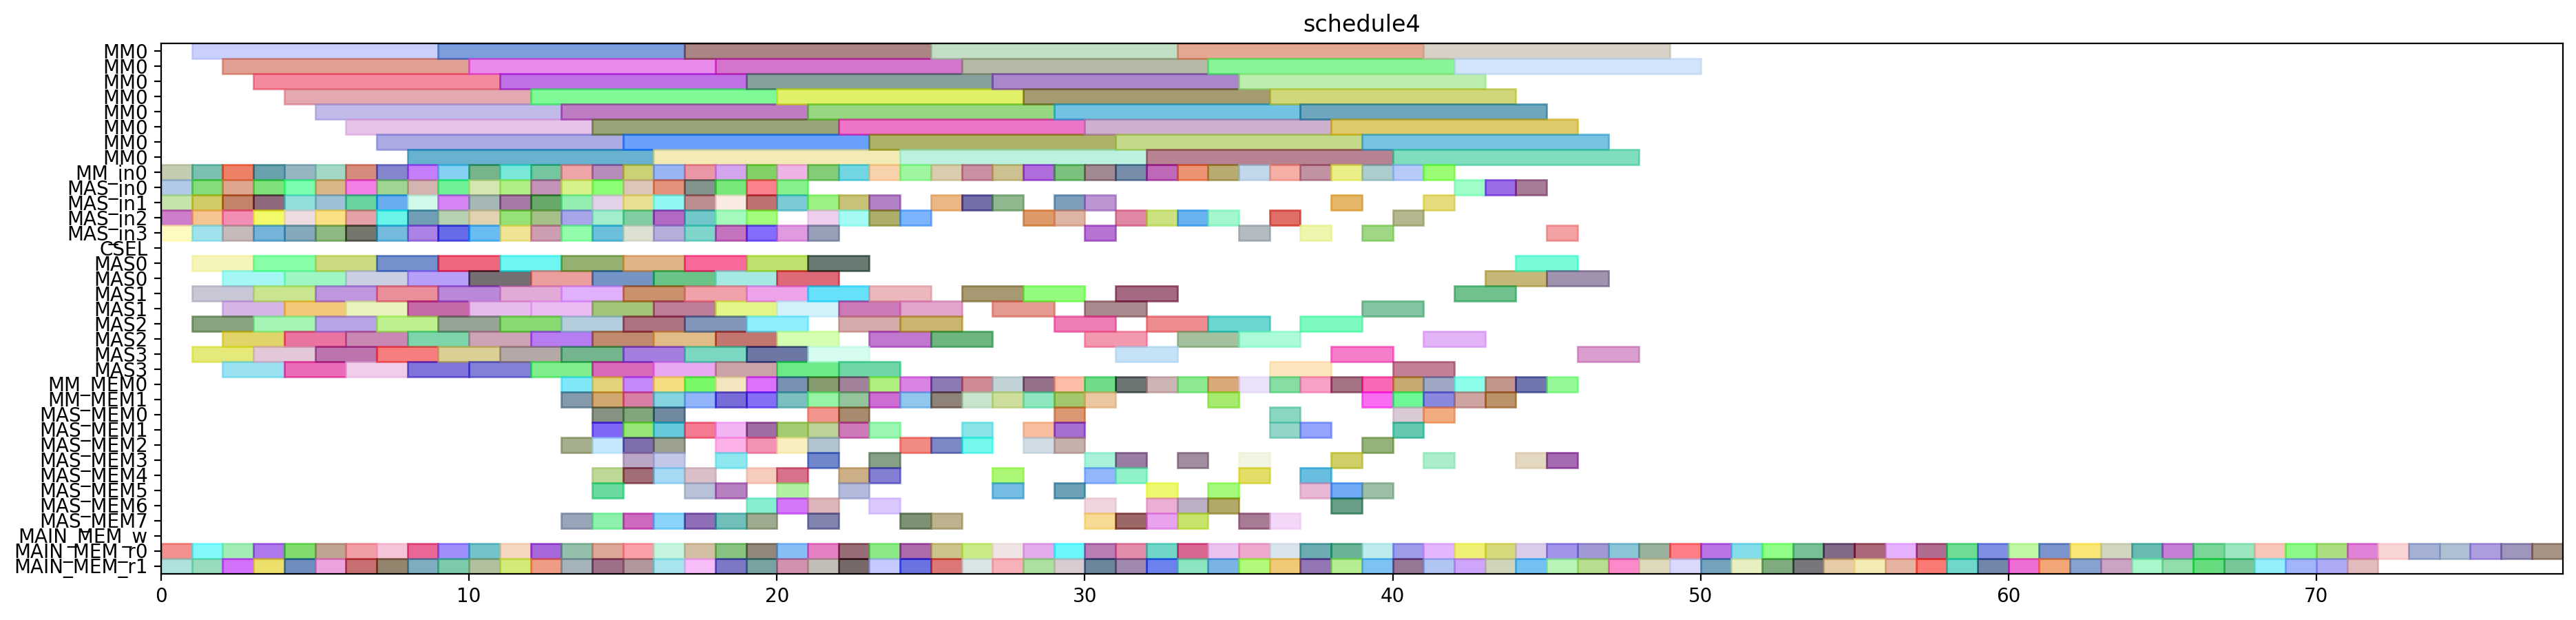 schedule4
MM0
MM0
MM0
MM0
MM0
MM0
MM0
MM0
MM_in0
MAS_in0
MAS_in1
MAS_in2
MAS_in3
CSEL
MAS0
MAS0
MAS1
MAS1
MAS2
MAS2
MAS3
MAS3
MM_MEM0
MM_MEM1
MAS_MEM0
MAS_MEM1
MAS_MEM2
MAS_MEM3
MAS_MEM4
MAS_MEM5
MAS_MEM6
MAS_MEM7
MAIN_MEM_w
MAIN_MEM_r0
MAIN_MEM_r1
0 10 20 30 40 50 60 70